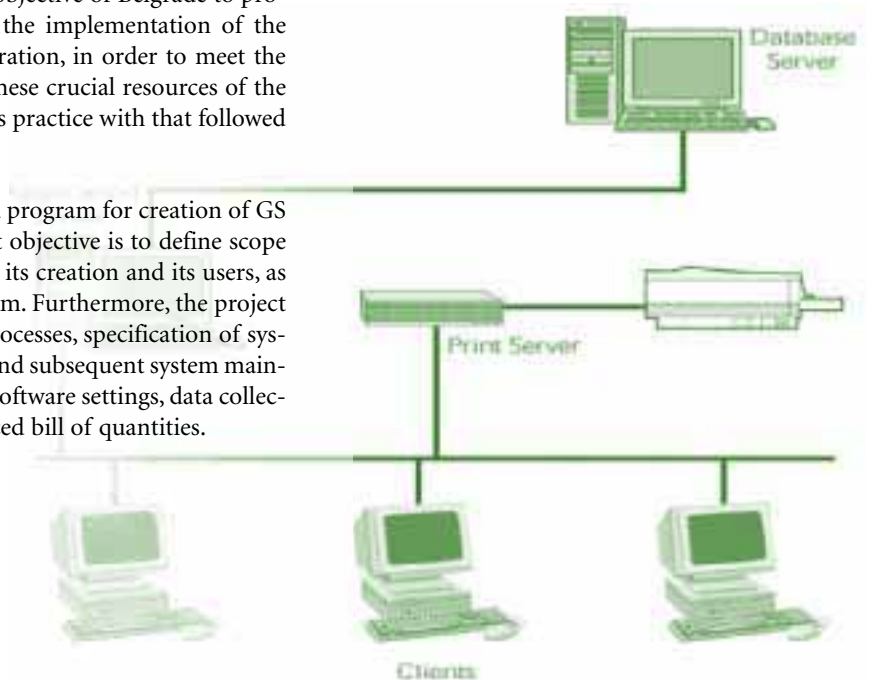 objective of Belgrade to pro-
the implementation of the
ration, in order to meet the
hese crucial resources of the
s practice with that followed
program for creation of GS
t objective is to define scope
its creation and its users, as
m. Furthermore, the project
rocesses, specification of sys-
nd subsequent system main-
oftware settings, data collec-
ed bill of quantities.
Database
Server
Print Server
Clients